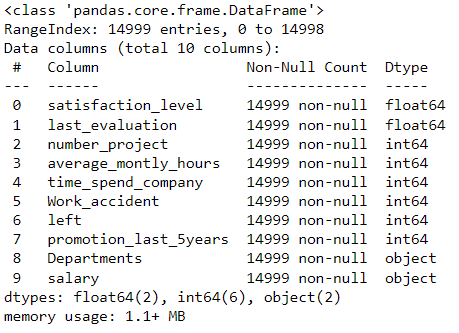 <class 'pandas.core.frame.DataFrame'>
RangeIndex: 14999 entries, 0 to 14998
Data columns (total 10 columns):
 #   Column                 Non-Null Count  Dtype
---  ------                 --------------  -----
 0   satisfaction_level     14999 non-null  float64
 1   last_evaluation        14999 non-null  float64
 2   number_project         14999 non-null  int64
 3   average_montly_hours   14999 non-null  int64
 4   time_spend_company     14999 non-null  int64
 5   Work_accident          14999 non-null  int64
 6   left                   14999 non-null  int64
 7   promotion_last_5years  14999 non-null  int64
 8   Departments            14999 non-null  object
 9   salary                 14999 non-null  object
dtypes: float64(2), int64(6), object(2)
memory usage: 1.1+ MB